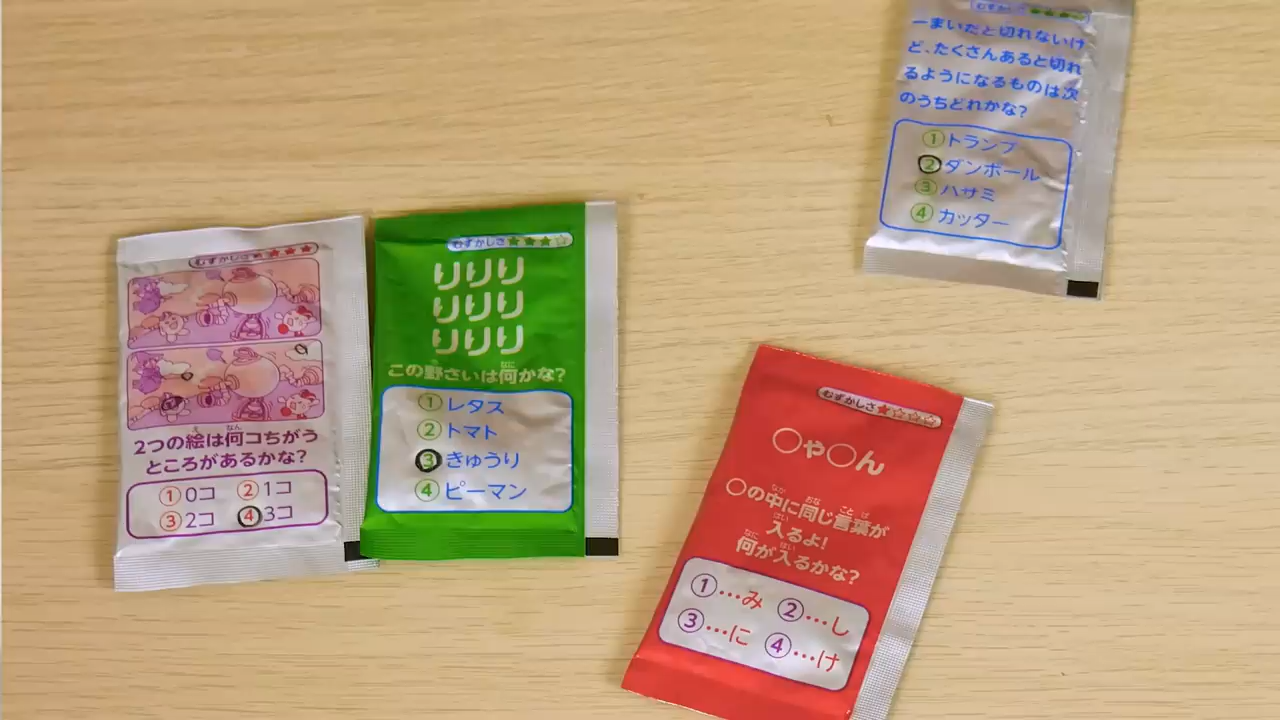 むずかしさ★★★★
2つの絵は何コちがう
ところがあるかな?
① 0コ ② 1コ
③ 2コ ④ 3コ
むずかしさ★★★☆
りりり
りりり
りりり
この野さいは何かな?
① レタス
② トマト
③ きゅうり
④ ピーマン
むずかしさ
一まいだと切れないけ
ど、たくさんあると切れ
るようになるものは次
のうちどれかな?
① トランプ
② ダンボール
③ ハサミ
④ カッター
むずかしさ★☆☆☆
○や○ん
○の中に同じ言葉が
入るよ!
何が入るかな?
①…み ②…し
③…に ④…け